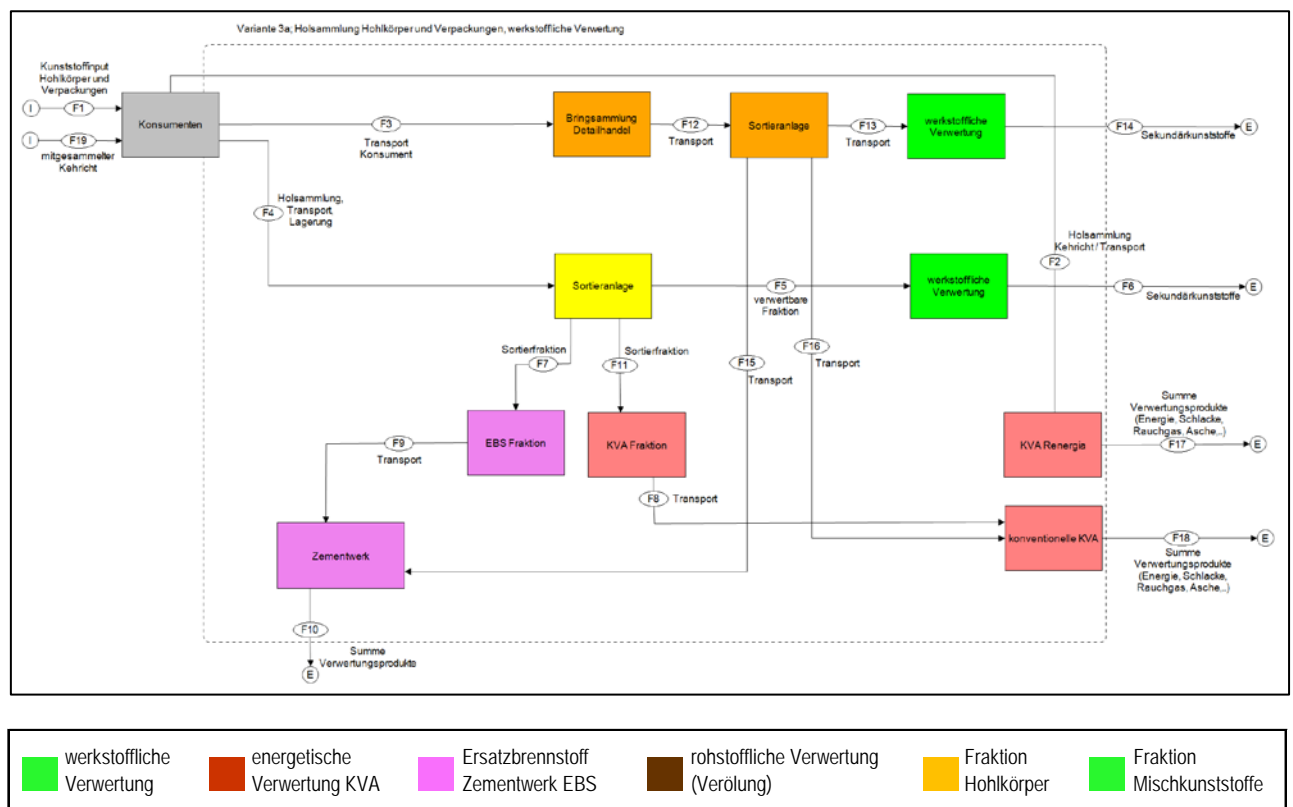 Variante 3a; Holsammlung Hohlkörper und Verpackungen, werkstoffliche Verwertung
Kunststoffinput
Hohlkörper und
Verpackungen
I
F1
I
F19
mitgesammelter
Kehricht
Konsumenten
F3
Transport
Konsument
Bringsammlung
Detailhandel
F12
Transport
Sortieranlage
F13
Transport
werkstoffliche
Verwertung
F14
E
Sekundärkunststoffe
Holsammlung,
Transport,
Lagerung
F4
Holsammlung
Kehricht / Transport
F2
Sortieranlage
F5
verwertbare
Fraktion
werkstoffliche
Verwertung
F6
E
Sekundärkunststoffe
Sortierfraktion
F7
Sortierfraktion
F11
F15
Transport
F16
Transport
EBS Fraktion
KVA Fraktion
F9
Transport
F8
Transport
Summe
Verwertungsprodukte
(Energie, Schlacke,
Rauchgas, Asche,..)
KVA Renergia
F17
E
Zementwerk
konventionelle KVA
F18
E
Summe
Verwertungsprodukte
(Energie, Schlacke,
Rauchgas, Asche,..)
F10
Summe
Verwertungsprodukte
E
werkstoffliche
Verwertung
energetische
Verwertung KVA
Ersatzbrennstoff
Zementwerk EBS
rohstoffliche Verwertung
(Verölung)
Fraktion
Hohlkörper
Fraktion
Mischkunststoffe